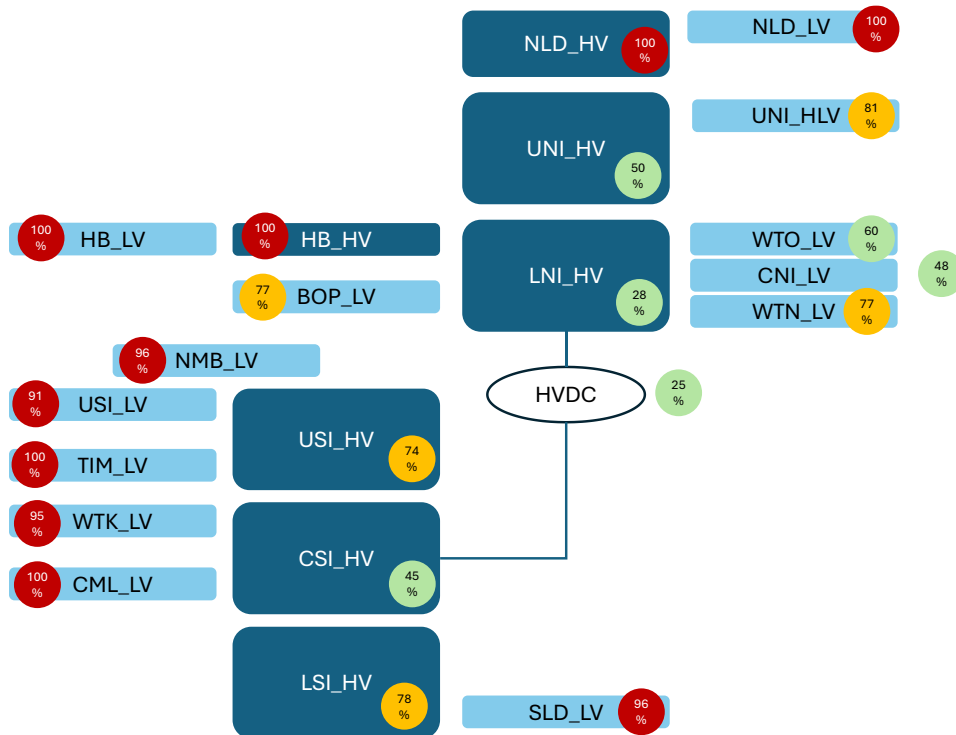 NLD_HV
100
%
NLD_LV
100
%
UNI_HV
50
%
UNI_HLV
81
%
HB_LV
100
%
HB_HV
100
%
BOP_LV
77
%
LNI_HV
28
%
WTO_LV
60
%
CNI_LV
48
%
WTN_LV
77
%
NMB_LV
96
%
HVDC
25
%
USI_LV
91
%
USI_HV
74
%
TIM_LV
100
%
WTK_LV
95
%
CSI_HV
45
%
CML_LV
100
%
LSI_HV
78
%
SLD_LV
96
%